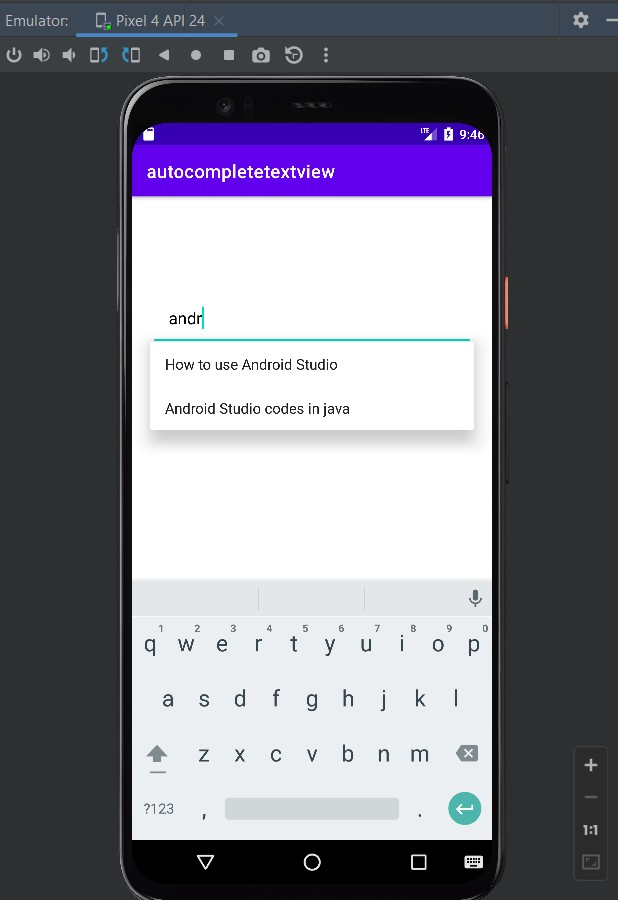 Emulator: Pixel 4 API 24
LTE 9:46
autocompletetextview
andr
How to use Android Studio
Android Studio codes in java
1 2 3 4 5 6 7 8 9 0
q w e r t y u i o p
a s d f g h j k l
z x c v b n m
?123 , .
1:1